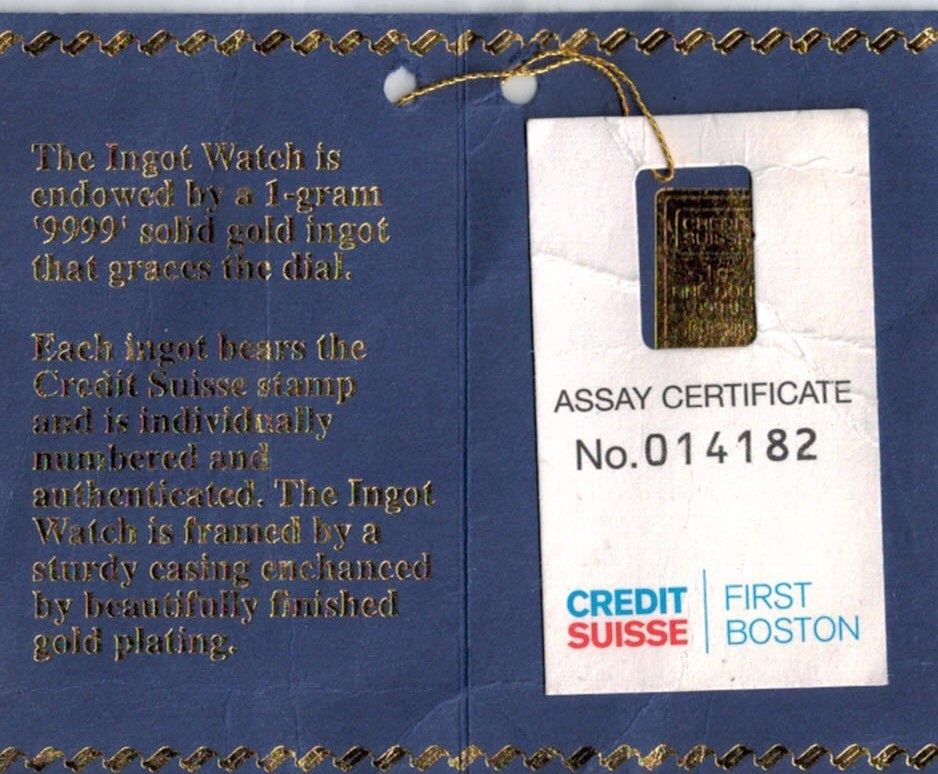 The Ingot Watch is
endowed by a 1-gram
'9999' solid gold ingot
that graces the dial.
Each ingot bears the
Credit Suisse stamp
and is individually
numbered and
authenticated. The Ingot
Watch is framed by a
sturdy casing enchanced
by beautifully finished
gold plating.
CREDIT
SUISSE
ASSAY CERTIFICATE
No.014182
CREDIT
SUISSE
FIRST
BOSTON